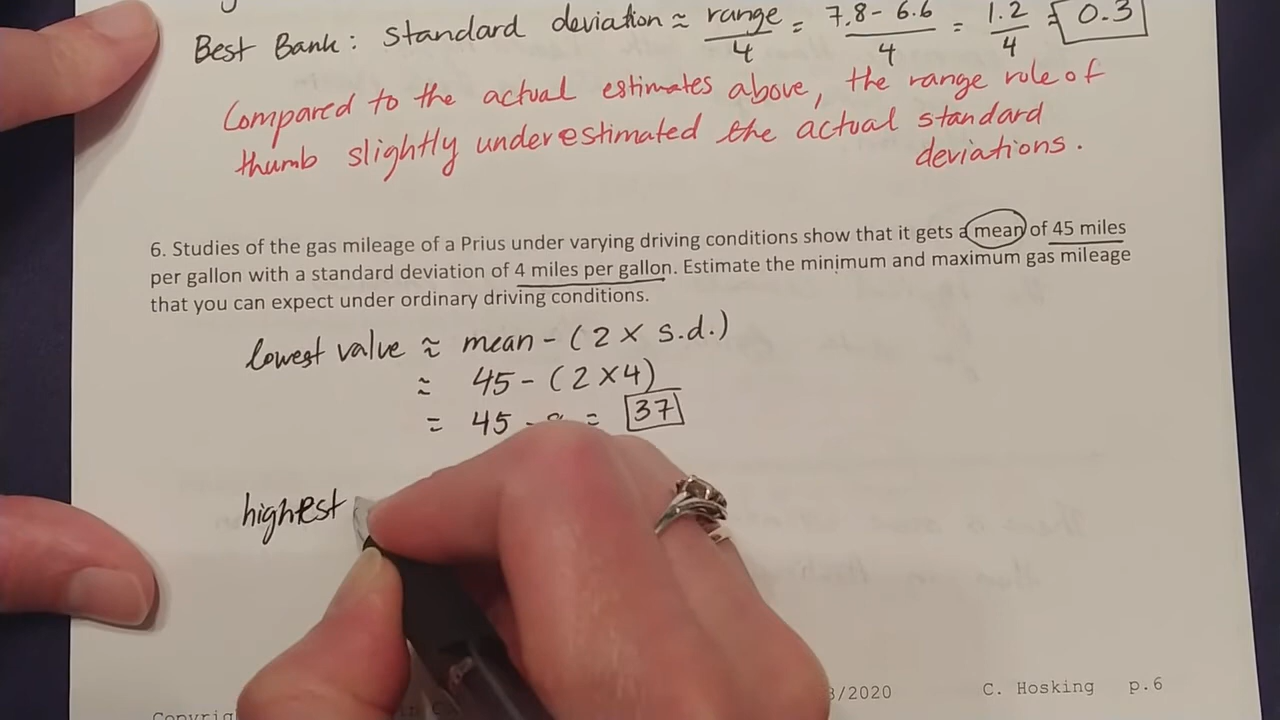 Best Bank: standard deviation ≈ range/4 = 7.8 - 6.6/4 = 1.2/4 = 0.3
Compared to the actual estimates above, the range rule of
thumb slightly underestimated the actual standard
deviations.
6. Studies of the gas mileage of a Prius under varying driving conditions show that it gets a mean of 45 miles
per gallon with a standard deviation of 4 miles per gallon. Estimate the minimum and maximum gas mileage
that you can expect under ordinary driving conditions.
lowest value ≈ mean - (2 × s.d.)
≈ 45 - (2×4)
= 45 - = 37
highest
/2020 C. Hosking p.6